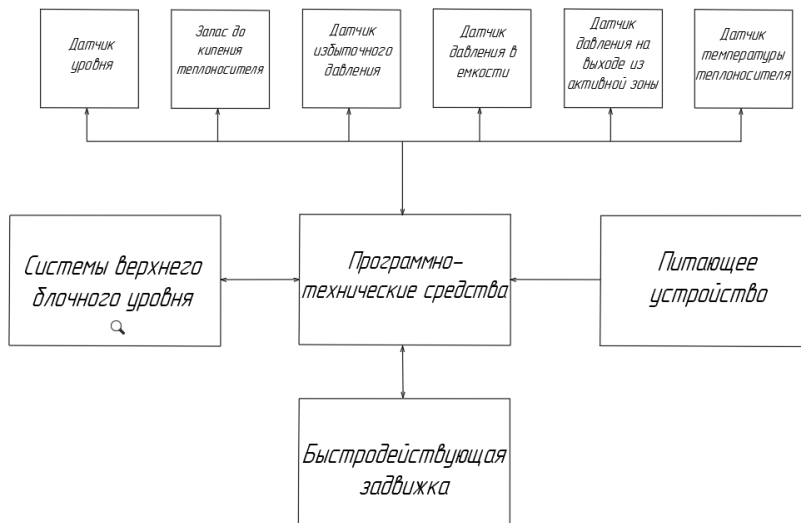 Датчик
уровня
Запас до
кипения
теплоносителя
Датчик
избыточного
давления
Датчик
давления в
емкости
Датчик
давления на
выходе из
активной зоны
Датчик
температуры
теплоносителя
Системы верхнего
блочного уровня
Программно-
технические средства
Питающее
устройство
Быстродействующая
задвижка